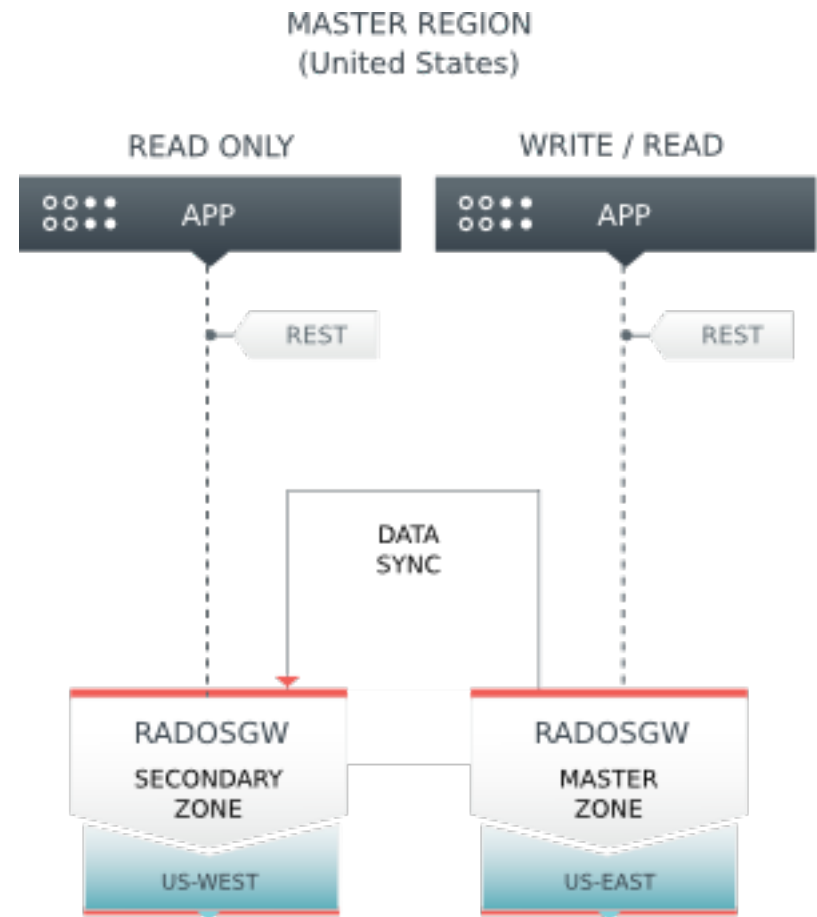 MASTER REGION
(United States)
READ ONLY
WRITE / READ
APP
APP
REST
REST
DATA
SYNC
RADOSGW
SECONDARY
ZONE
US-WEST
RADOSGW
MASTER
ZONE
US-EAST